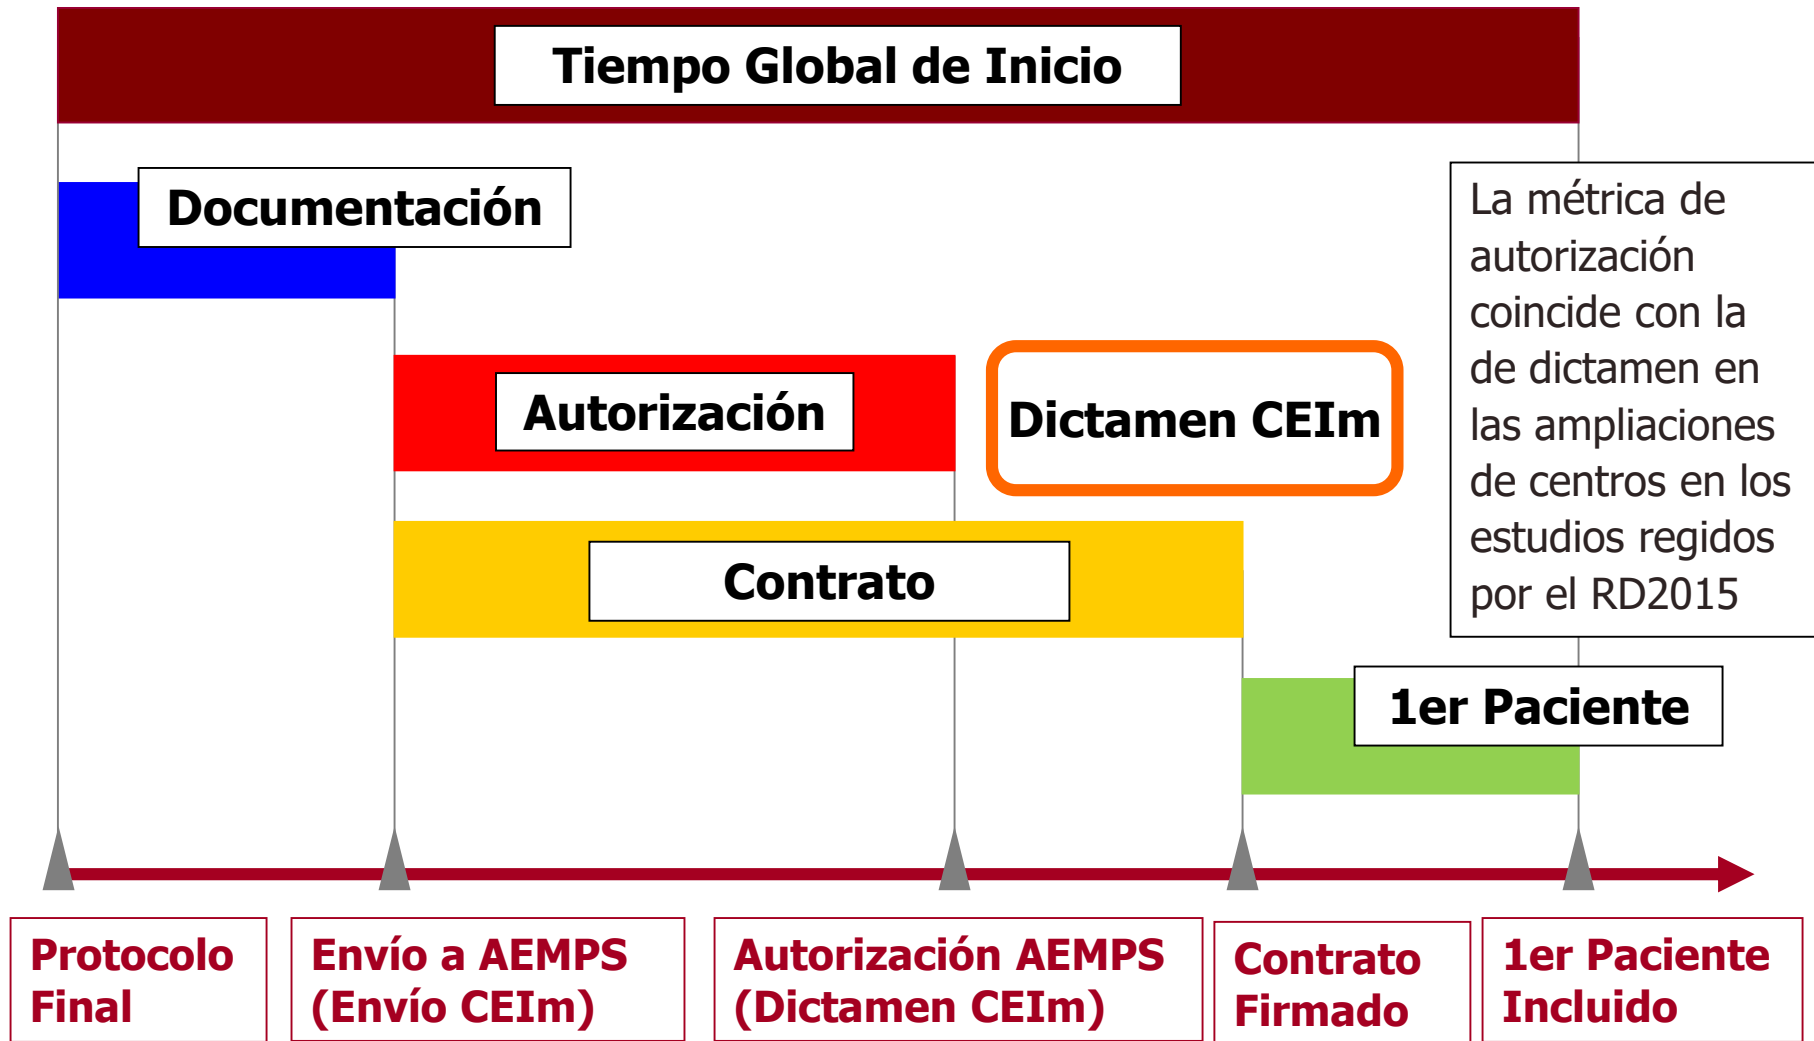 Tiempo Global de Inicio
Documentación
La métrica de
autorización
coincide con la
de dictamen en
las ampliaciones
de centros en los
estudios regidos
por el RD2015
Autorización
Dictamen CEIm
Contrato
1er Paciente
Protocolo
Final
Envío a AEMPS
(Envío CEIm)
Autorización AEMPS
(Dictamen CEIm)
Contrato
Firmado
1er Paciente
Incluido